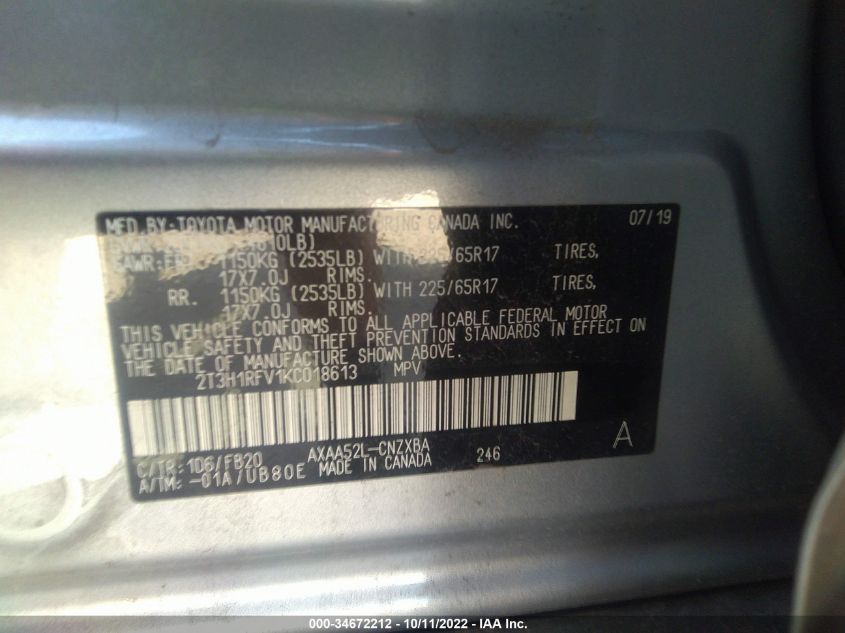 MFD. BY: TOYOTA MOTOR MANUFACTURING CANADA INC. 07/19
1150KG (2535LB) WITH 225/65R17 TIRES,
17X7.0J RIMS.
RR. 1150KG (2535LB) WITH 225/65R17 TIRES,
17X7.0J RIMS.
THIS VEHICLE CONFORMS TO ALL APPLICABLE FEDERAL MOTOR
VEHICLE SAFETY AND THEFT PREVENTION STANDARDS IN EFFECT ON
THE DATE OF MANUFACTURE SHOWN ABOVE.
2T3H1RFV1KC018613 MPV
A
C/TR: 1D6/FB20 AXAA52L-CNZXBA 246
A/TM: -01A/UB80E MADE IN CANADA
000-34672212 - 10/11/2022 - IAA Inc.